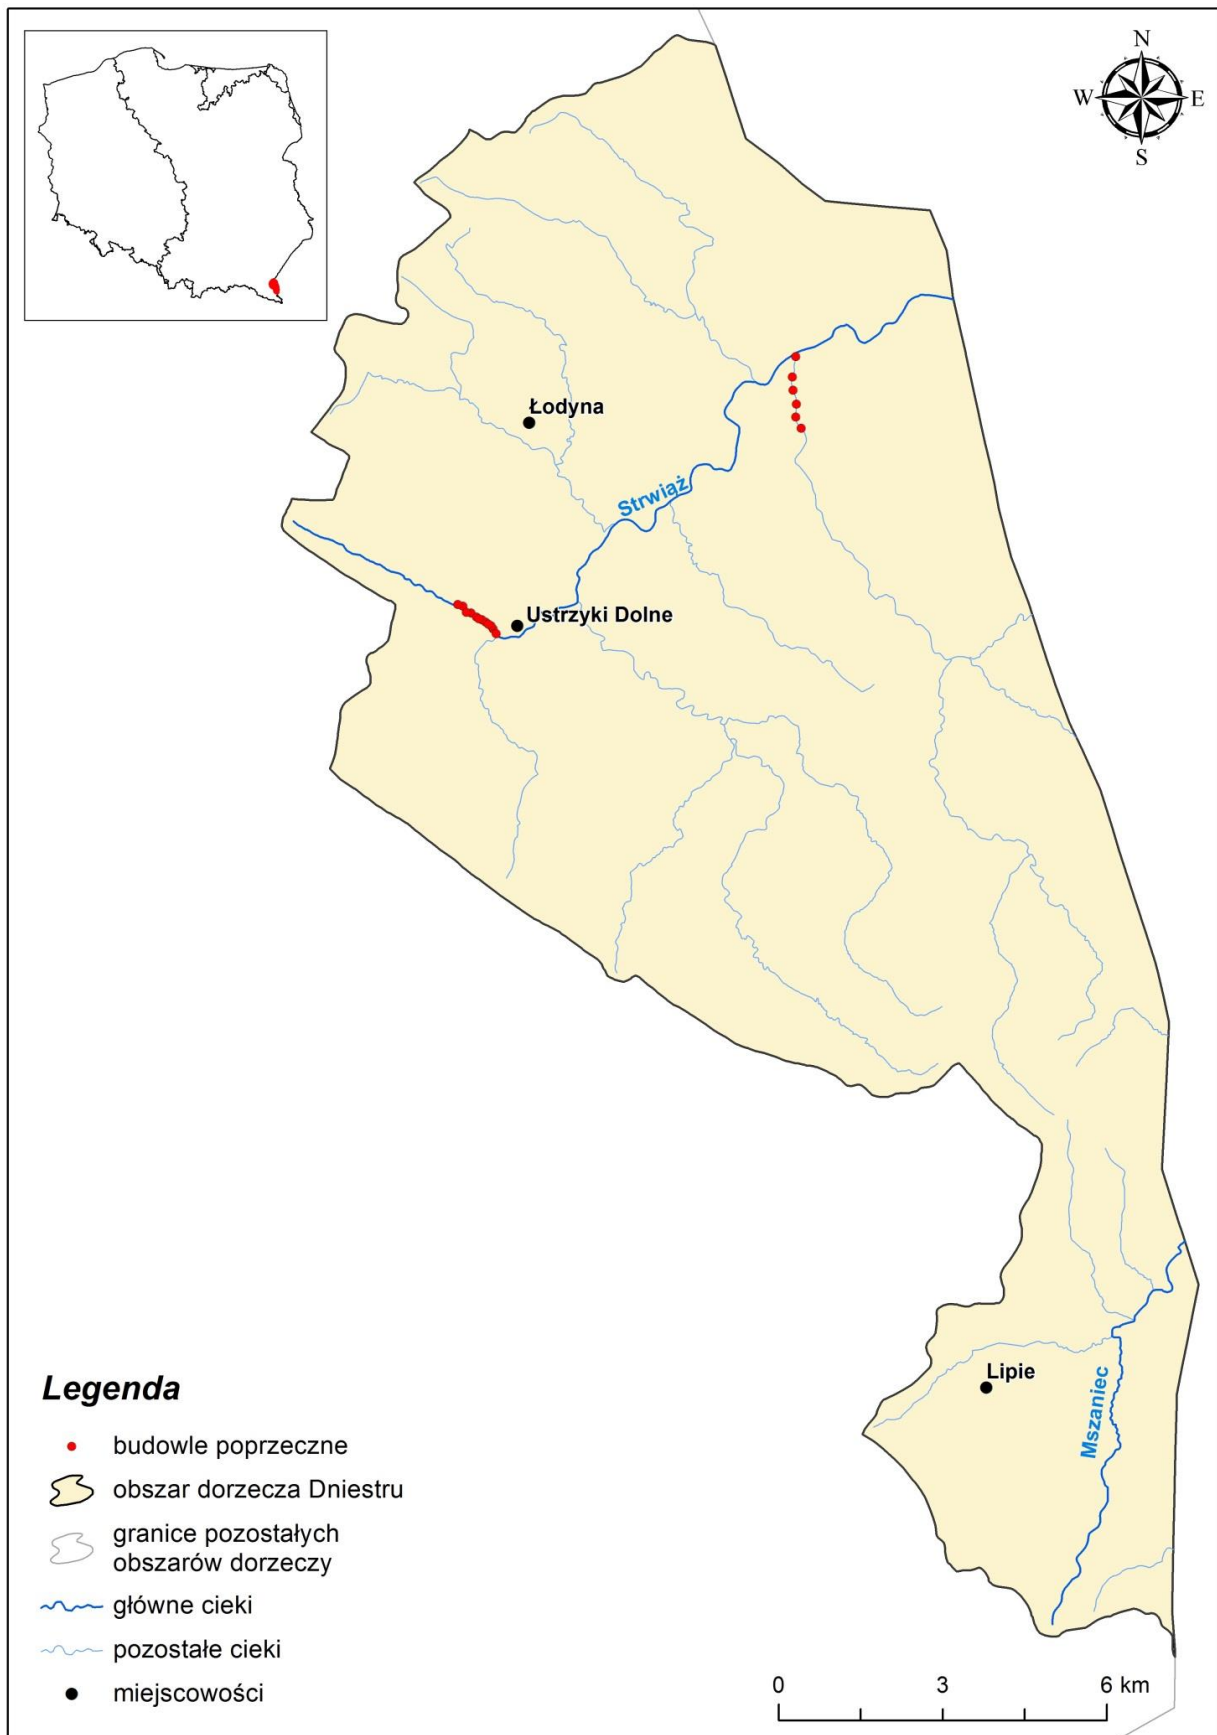 N
W E
S
Łodyna
Strwiąż
Ustrzyki Dolne
Lipie
Mszaniec
Legenda
budowle poprzeczne
obszar dorzecza Dniestru
granice pozostałych
obszarów dorzeczy
główne cieki
pozostałe cieki
miejscowości
0 3 6 km